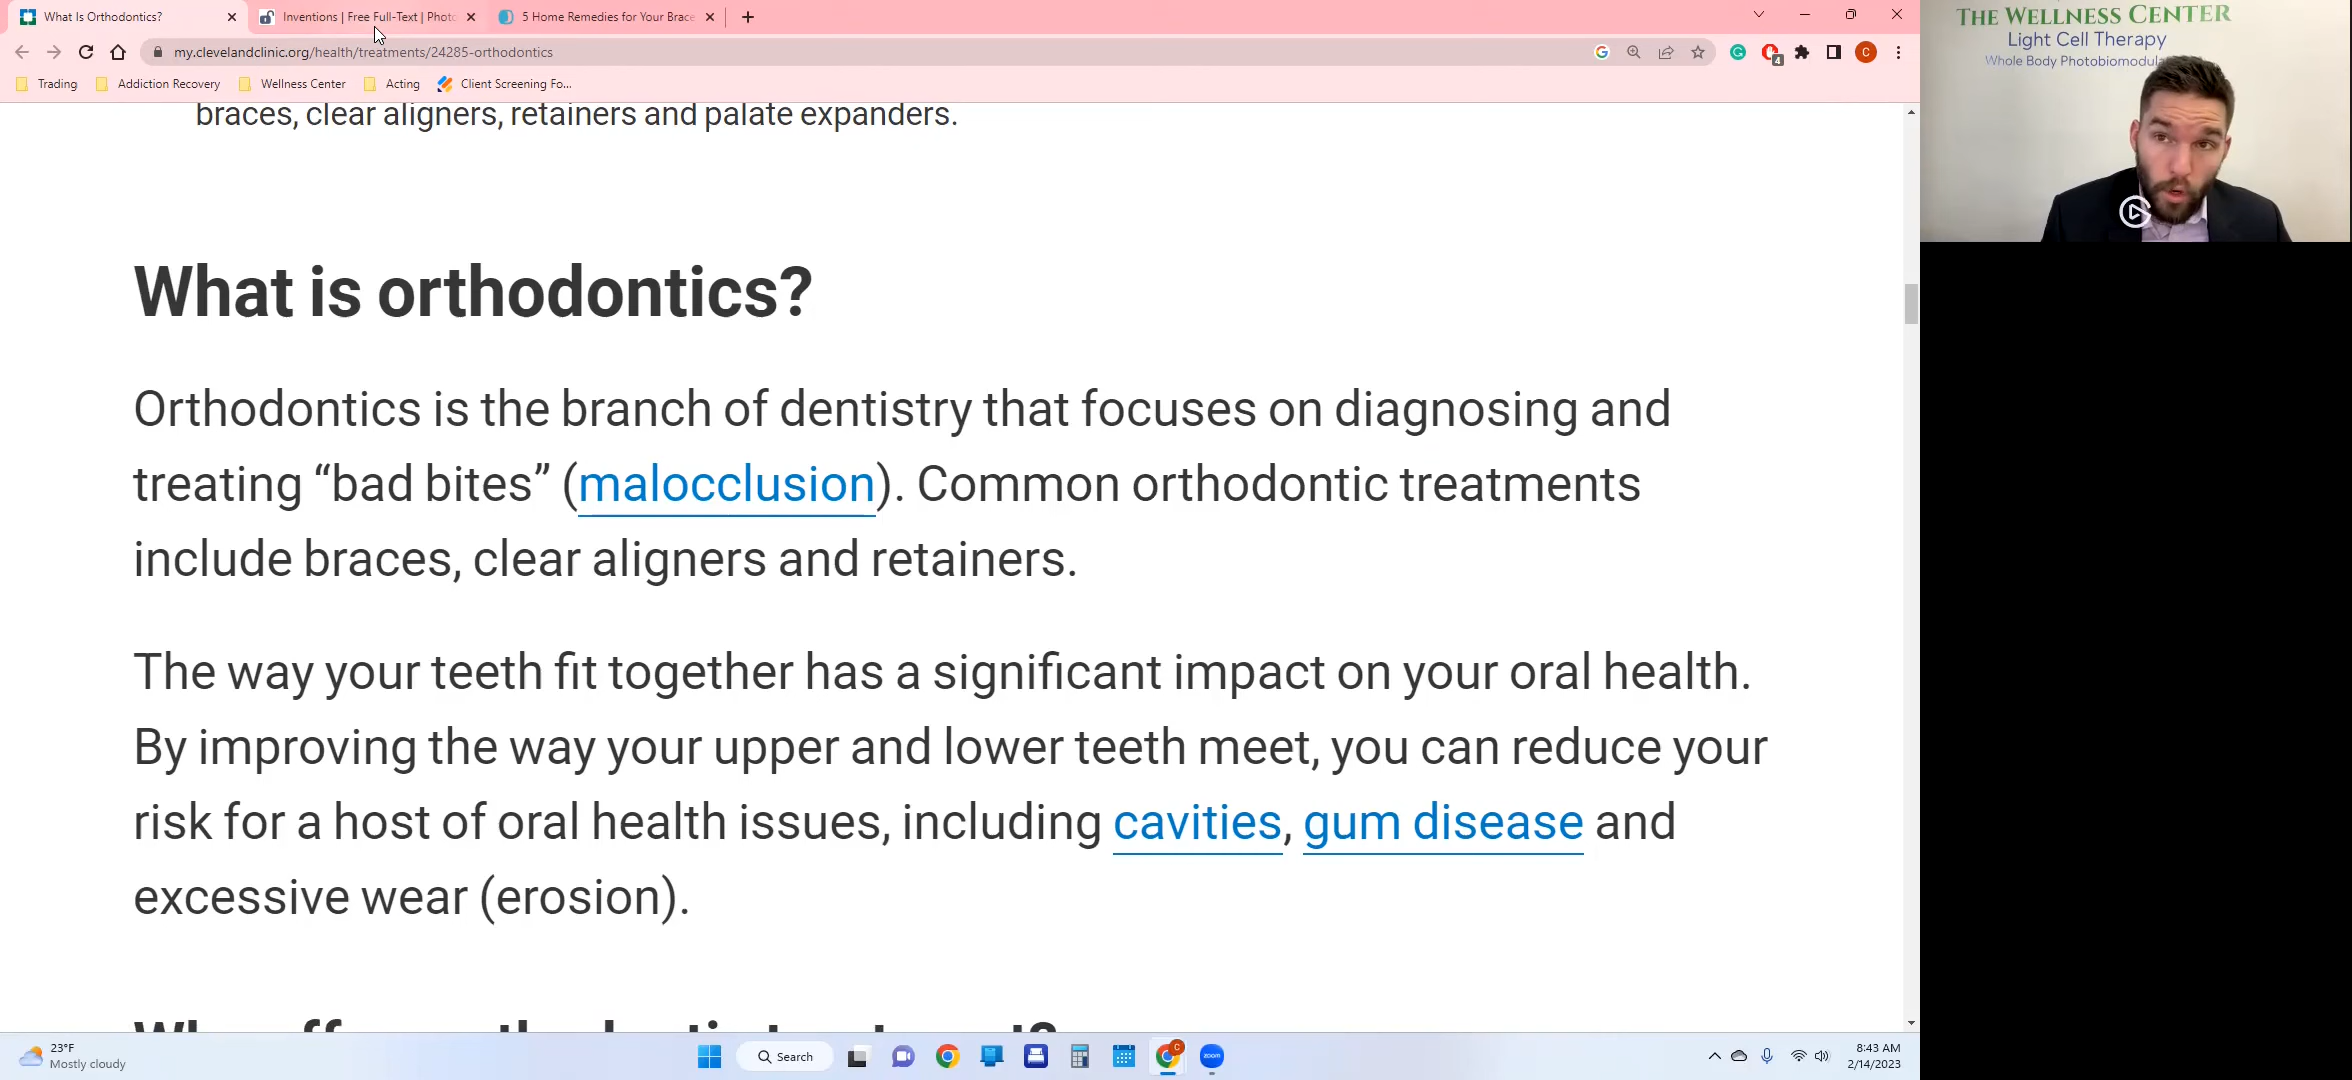 What Is Orthodontics?
Inventions | Free Full-Text | Photo
5 Home Remedies for Your Brace
my.clevelandclinic.org/health/treatments/24285-orthodontics
4
C
Trading
Addiction Recovery
Wellness Center
Acting
Client Screening Fo...
THE WELLNESS CENTER
Light Cell Therapy
Whole Body Photobiomodula
braces, clear aligners, retainers and palate expanders.
What is orthodontics?
Orthodontics is the branch of dentistry that focuses on diagnosing and
treating “bad bites” (malocclusion). Common orthodontic treatments
include braces, clear aligners and retainers.
The way your teeth fit together has a significant impact on your oral health.
By improving the way your upper and lower teeth meet, you can reduce your
risk for a host of oral health issues, including cavities, gum disease and
excessive wear (erosion).
23°F
Mostly cloudy
Search
C
zoom
8:43 AM
2/14/2023